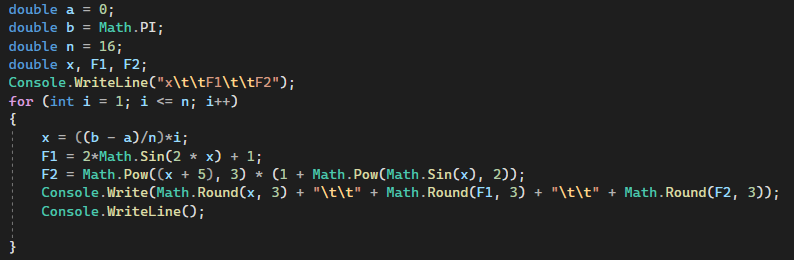 double a = 0;
double b = Math.PI;
double n = 16;
double x, F1, F2;
Console.WriteLine("x\t\tF1\t\tF2");
for (int i = 1; i <= n; i++)
{
    x = ((b - a)/n)*i;
    F1 = 2*Math.Sin(2 * x) + 1;
    F2 = Math.Pow((x + 5), 3) * (1 + Math.Pow(Math.Sin(x), 2));
    Console.Write(Math.Round(x, 3) + "\t\t" + Math.Round(F1, 3) + "\t\t" + Math.Round(F2, 3));
    Console.WriteLine();
}